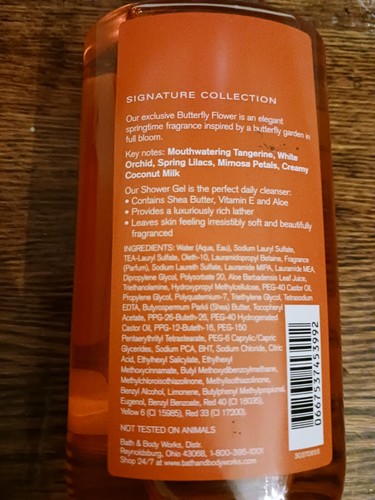 SIGNATURE COLLECTION
Our exclusive Butterfly Flower is an elegant
springtime fragrance inspired by a butterfly garden in
full bloom.
Key notes: Mouthwatering Tangerine, White
Orchid, Spring Lilacs, Mimosa Petals, Creamy
Coconut Milk
Our Shower Gel is the perfect daily cleanser:
• Contains Shea Butter, Vitamin E and Aloe
• Provides a luxuriously rich lather
• Leaves skin feeling irresistibly soft and beautifully
fragranced
INGREDIENTS: Water (Aqua, Eau), Sodium Lauryl Sulfate,
TEA-Lauryl Sulfate, Oleth-10, Lauramidopropyl Betaine, Fragrance
(Parfum), Sodium Laureth Sulfate, Lauramide MIPA, Lauramide MEA,
Dipropylene Glycol, Polysorbate 20, Aloe Barbadensis Leaf Juice,
Triethanolamine, Hydroxypropyl Methylcellulose, PEG-40 Castor Oil,
Propylene Glycol, Polyquaternium-7, Triethylene Glycol, Tetrasodium
EDTA, Butyrospermum Parkii (Shea) Butter, Tocopheryl
Acetate, PPG-26-Buteth-26, PEG-40 Hydrogenated
Castor Oil, PPG-12-Buteth-16, PEG-150
Pentaerythrityl Tetrastearate, PEG-6 Caprylic/Capric
Glycerides, Sodium PCA, BHT, Sodium Chloride, Citric
Acid, Ethylhexyl Salicylate, Ethylhexyl
Methoxycinnamate, Butyl Methoxydibenzoylmethane,
Methylchloroisothiazolinone, Methylisothiazolinone,
Benzyl Alcohol, Limonene, Butylphenyl Methylpropional,
Eugenol, Benzyl Benzoate, Red 40 (CI 16035),
Yellow 6 (CI 15985), Red 33 (CI 17200).
NOT TESTED ON ANIMALS
Bath & Body Works, Distr.
Reynoldsburg, Ohio 43068, 1-800-395-1001
Shop 24/7 at www.bathandbodyworks.com
0667537453992